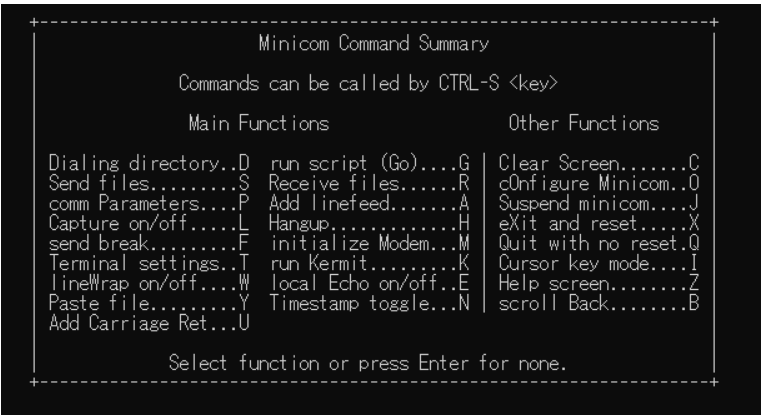 Minicom Command Summary
Commands can be called by CTRL-S <key>
Main Functions Other Functions
Dialing directory..D run script (Go)....G | Clear Screen.......C
Send files.........S Receive files......R | cOnfigure Minicom..O
comm Parameters....P Add linefeed.......A | Suspend minicom....J
Capture on/off.....L Hangup.............H | eXit and reset.....X
send break.........F initialize Modem...M | Quit with no reset.Q
Terminal settings..T run Kermit.........K | Cursor key mode....I
lineWrap on/off....W local Echo on/off..E | Help screen........Z
Paste file.........Y Timestamp toggle...N | scroll Back........B
Add Carriage Ret...U
Select function or press Enter for none.